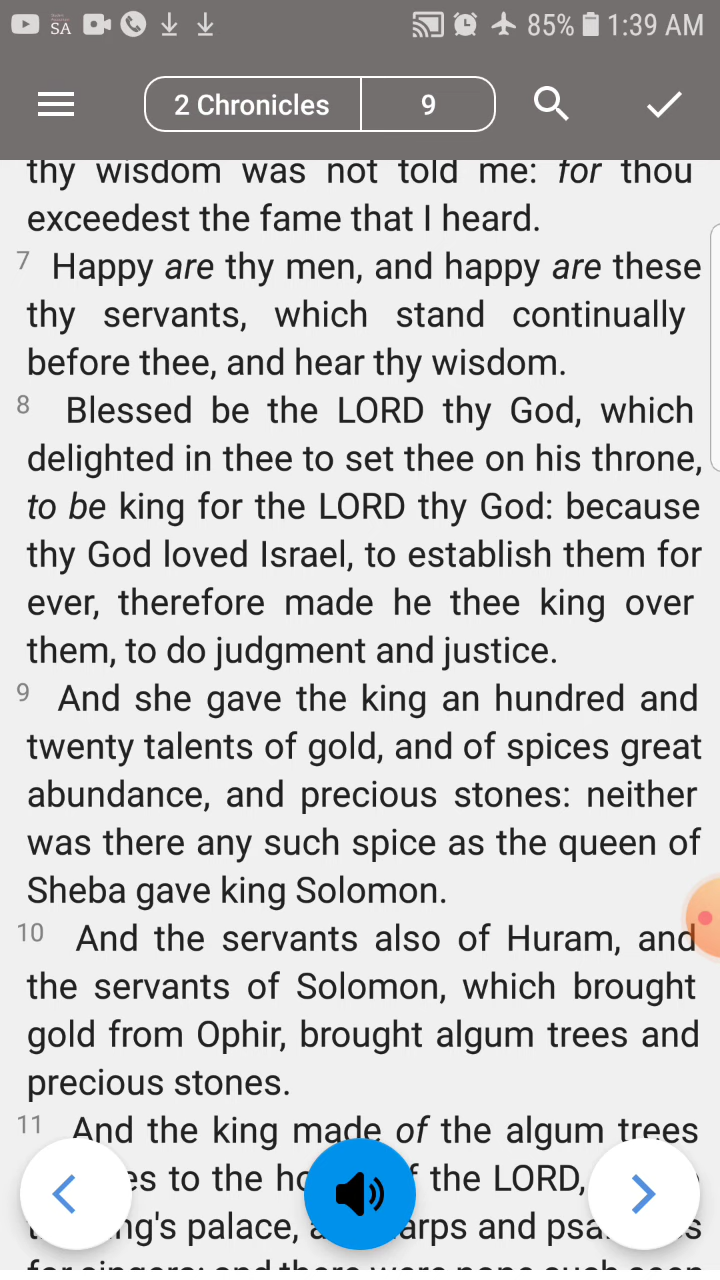 SA 85% 1:39 AM
2 Chronicles 9
thy wisdom was not told me: for thou
exceedest the fame that I heard.
7 Happy are thy men, and happy are these
thy servants, which stand continually
before thee, and hear thy wisdom.
8 Blessed be the LORD thy God, which
delighted in thee to set thee on his throne,
to be king for the LORD thy God: because
thy God loved Israel, to establish them for
ever, therefore made he thee king over
them, to do judgment and justice.
9 And she gave the king an hundred and
twenty talents of gold, and of spices great
abundance, and precious stones: neither
was there any such spice as the queen of
Sheba gave king Solomon.
10 And the servants also of Huram, and
the servants of Solomon, which brought
gold from Ophir, brought algum trees and
precious stones.
11 And the king made of the algum trees
to the the LORD,
palace, and